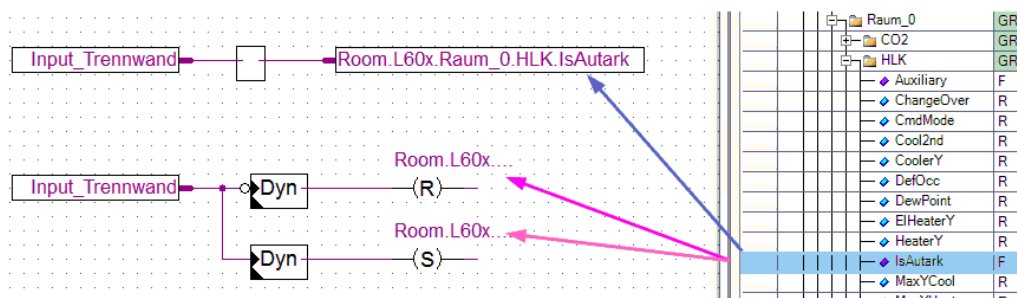 Input_Trennwand
Room.L60x.Raum_0.HLK.IsAutark
Room.L60x....
Input_Trennwand
Dyn
(R)
Room.L60x....
Dyn
(S)
Raum_0 GR
CO2 GR
HLK GR
Auxiliary F
ChangeOver R
CmdMode R
Cool2nd R
CoolerY R
DefOcc R
DewPoint R
ElHeaterY R
HeaterY R
IsAutark F
MaxYCool R